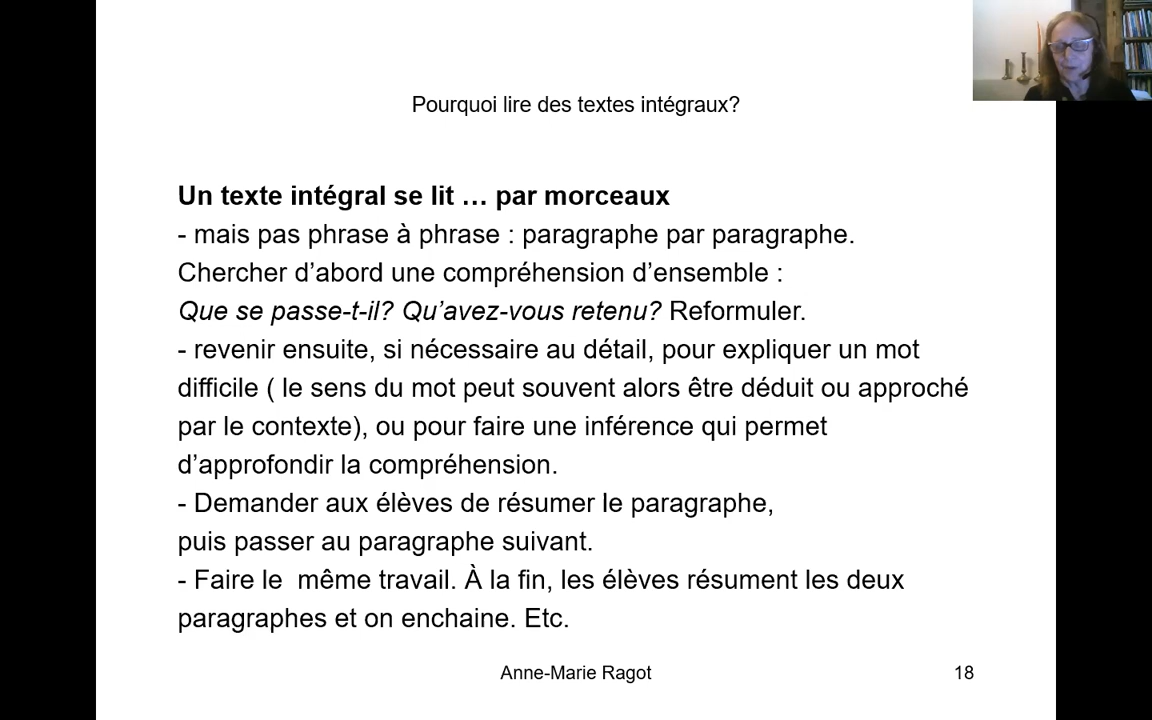 Pourquoi lire des textes intégraux?
Un texte intégral se lit … par morceaux
- mais pas phrase à phrase : paragraphe par paragraphe.
Chercher d’abord une compréhension d’ensemble :
Que se passe-t-il? Qu’avez-vous retenu? Reformuler.
- revenir ensuite, si nécessaire au détail, pour expliquer un mot
difficile ( le sens du mot peut souvent alors être déduit ou approché
par le contexte), ou pour faire une inférence qui permet
d’approfondir la compréhension.
- Demander aux élèves de résumer le paragraphe,
puis passer au paragraphe suivant.
- Faire le  même travail. À la fin, les élèves résument les deux
paragraphes et on enchaine. Etc.
Anne-Marie Ragot 18